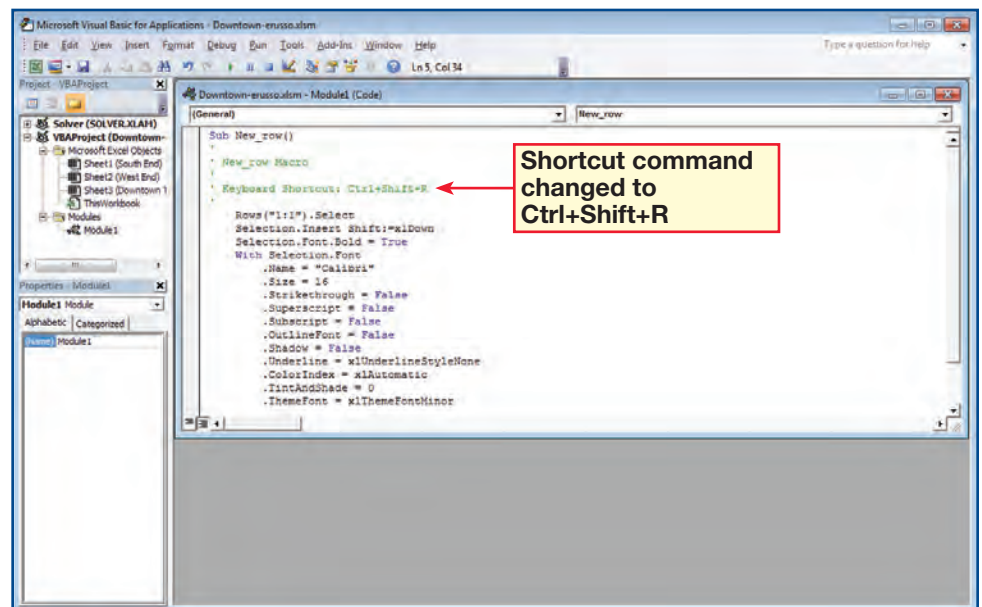 Microsoft Visual Basic for Applications - Downtown-erusso.xlsm
File Edit View Insert Format Debug Run Tools Add-Ins Window Help
Type a question for help
Ln 5, Col 34
Project - VBAProject
Solver (SOLVER.XLAM)
VBAProject (Downtown-
Microsoft Excel Objects
Sheet1 (South End)
Sheet2 (West End)
Sheet3 (Downtown 1
ThisWorkbook
Modules
Module1
Properties - Module1
Module1 Module
Alphabetic Categorized
(Name) Module1
Downtown-erusso.xlsm - Module1 (Code)
(General) New_row
Sub New_row()
'
' New_row Macro
'
' Keyboard Shortcut: Ctrl+Shift+R
'
Rows("1:1").Select
Selection.Insert Shift:=xlDown
Selection.Font.Bold = True
With Selection.Font
.Name = "Calibri"
.Size = 16
.Strikethrough = False
.Superscript = False
.Subscript = False
.OutlineFont = False
.Shadow = False
.Underline = xlUnderlineStyleNone
.ColorIndex = xlAutomatic
.TintAndShade = 0
.ThemeFont = xlThemeFontMinor
Shortcut command
changed to
Ctrl+Shift+R